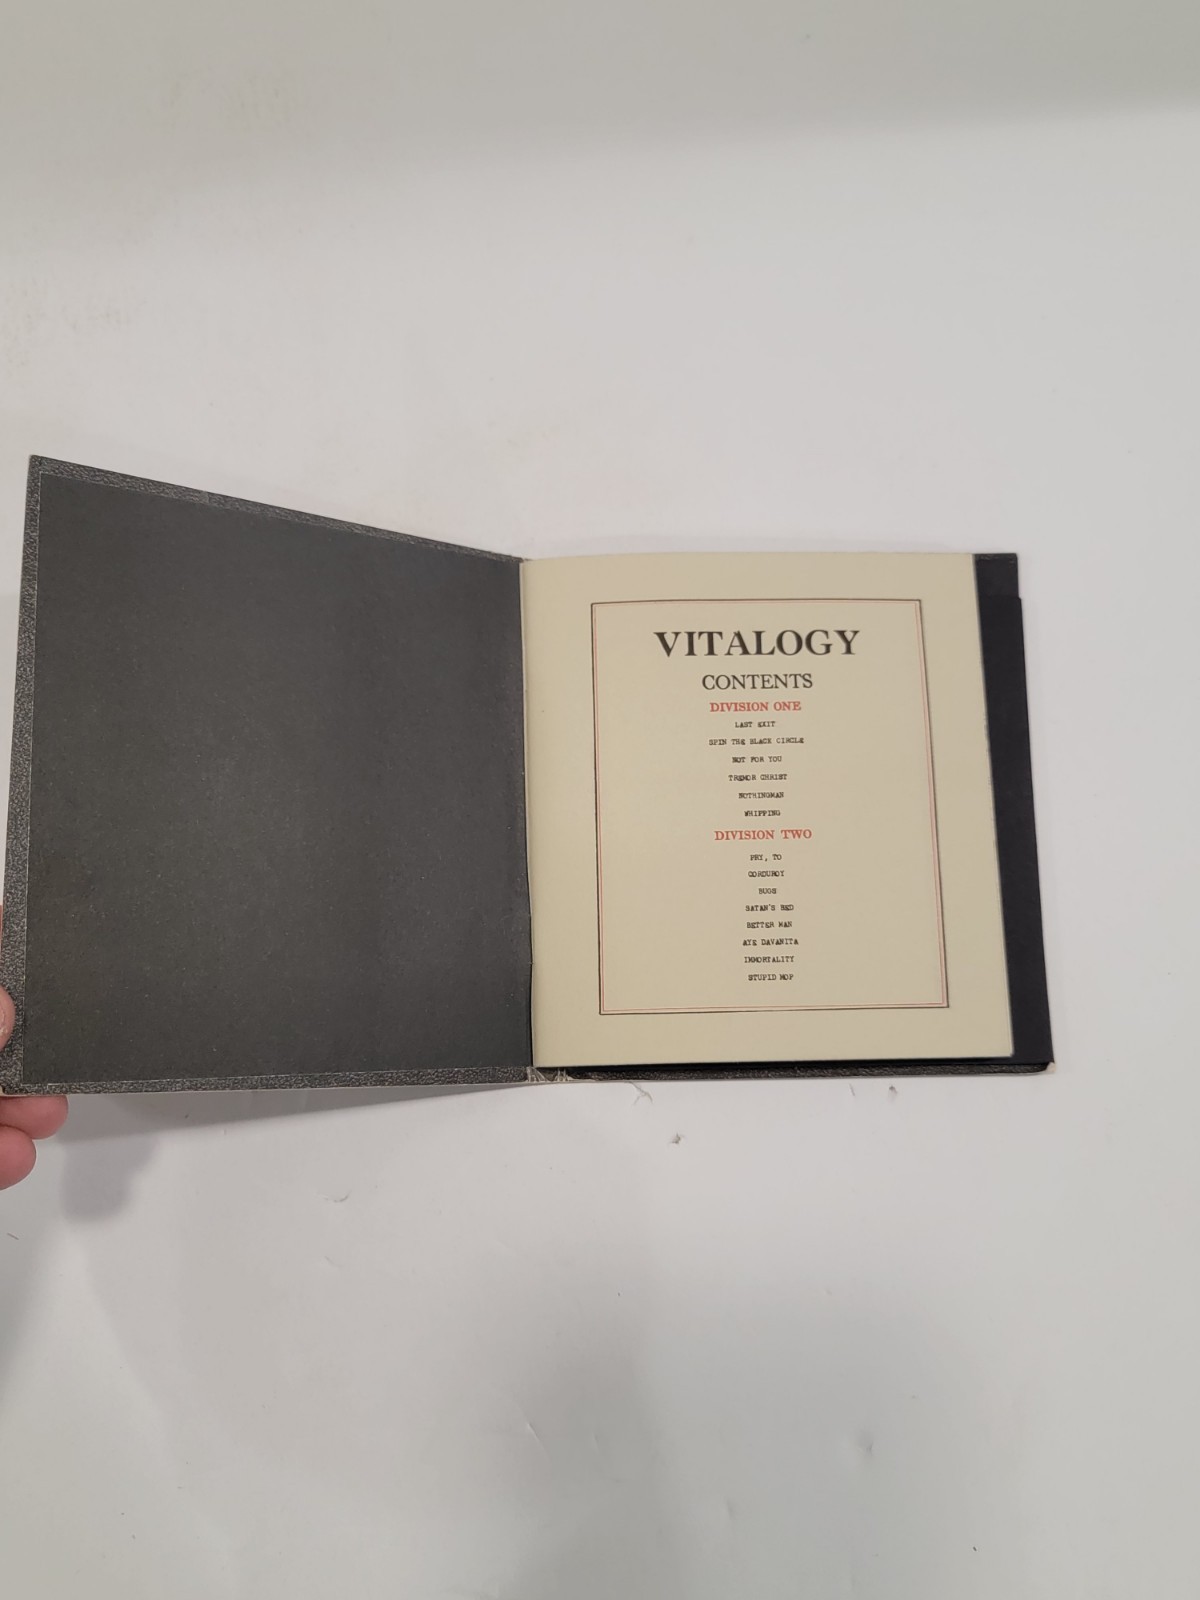 VITALOGY
CONTENTS
DIVISION ONE
LAST EXIT
SPIN THE BLACK CIRCLE
NOT FOR YOU
TREMOR CHRIST
NOTHINGMAN
WHIPPING
DIVISION TWO
PRY, TO
CORDUROY
BUGS
SATAN'S BED
BETTER MAN
AYE DAVANITA
IMMORTALITY
STUPID MOP